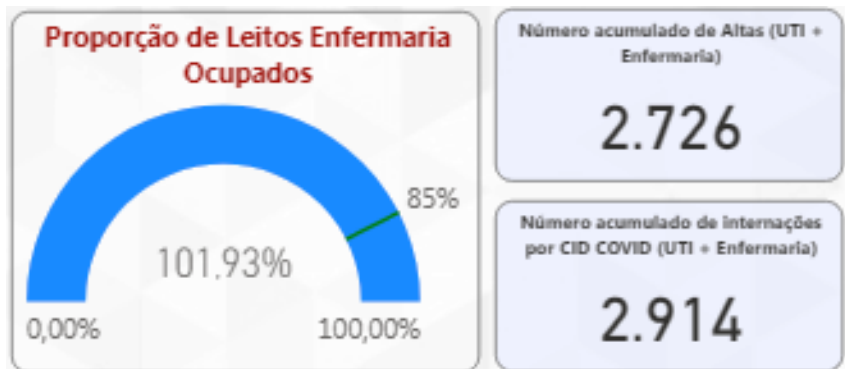 Proporção de Leitos Enfermaria
Ocupados
85%
101,93%
0,00%
100,00%
Número acumulado de Altas (UTI +
Enfermaria)
2.726
Número acumulado de internações
por CID COVID (UTI + Enfermaria)
2.914